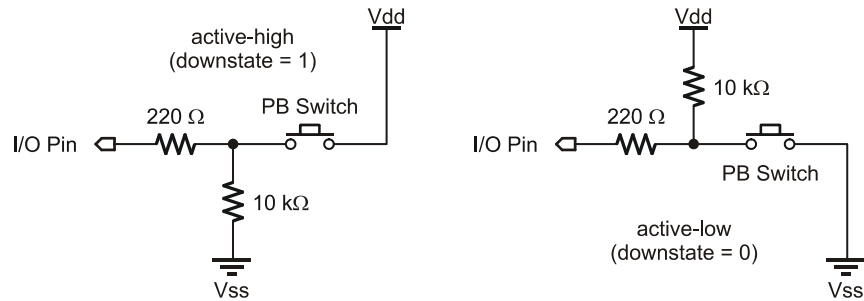 Vdd
active-high
(downstate = 1)
220 Ω
PB Switch
I/O Pin
10 kΩ
Vss
Vdd
10 kΩ
220 Ω
I/O Pin
PB Switch
active-low
(downstate = 0)
Vss